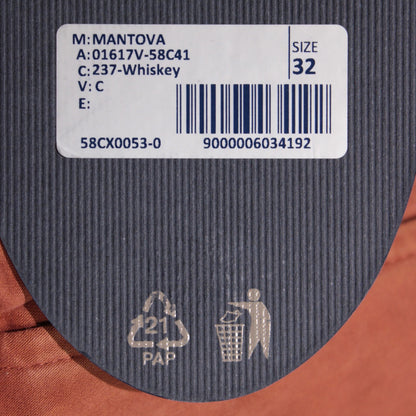 M: MANTOVA
A: 01617V-58C41
C: 237-Whiskey
V: C
E:
SIZE
32
58CX0053-0
9000006034192
21
PAP